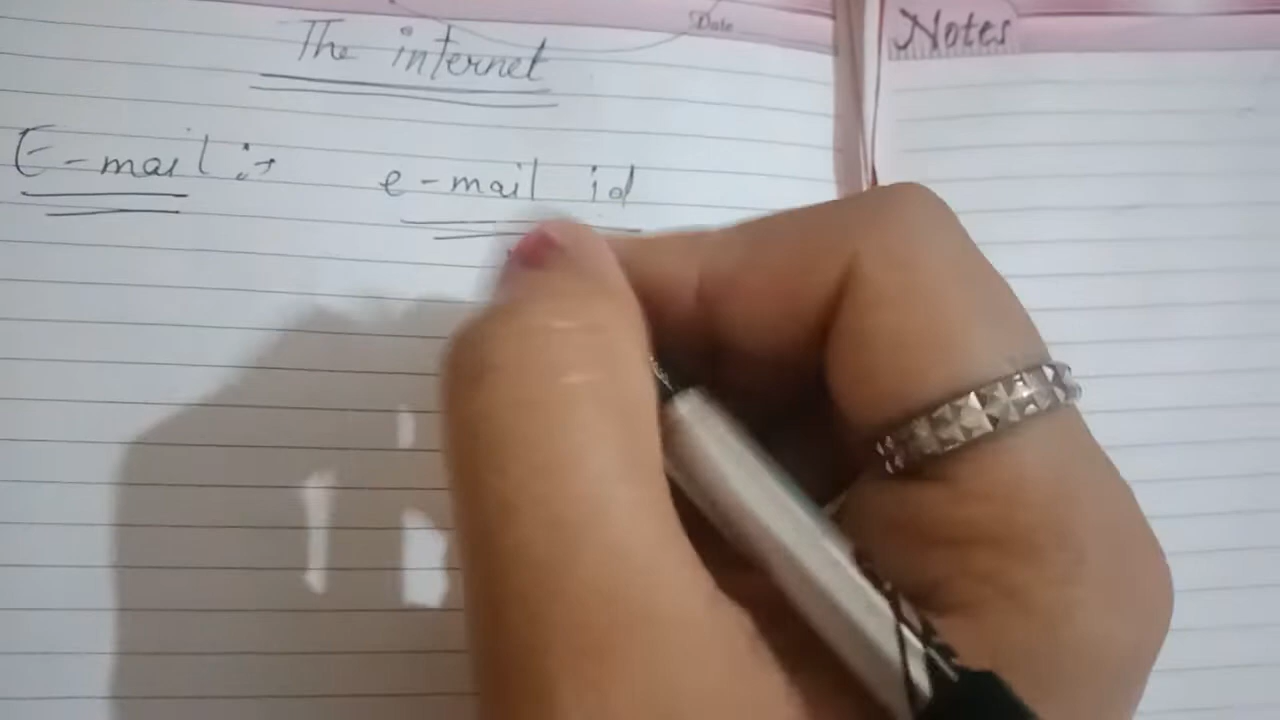 Date
Notes
The internet
E-mail :→ e-mail id